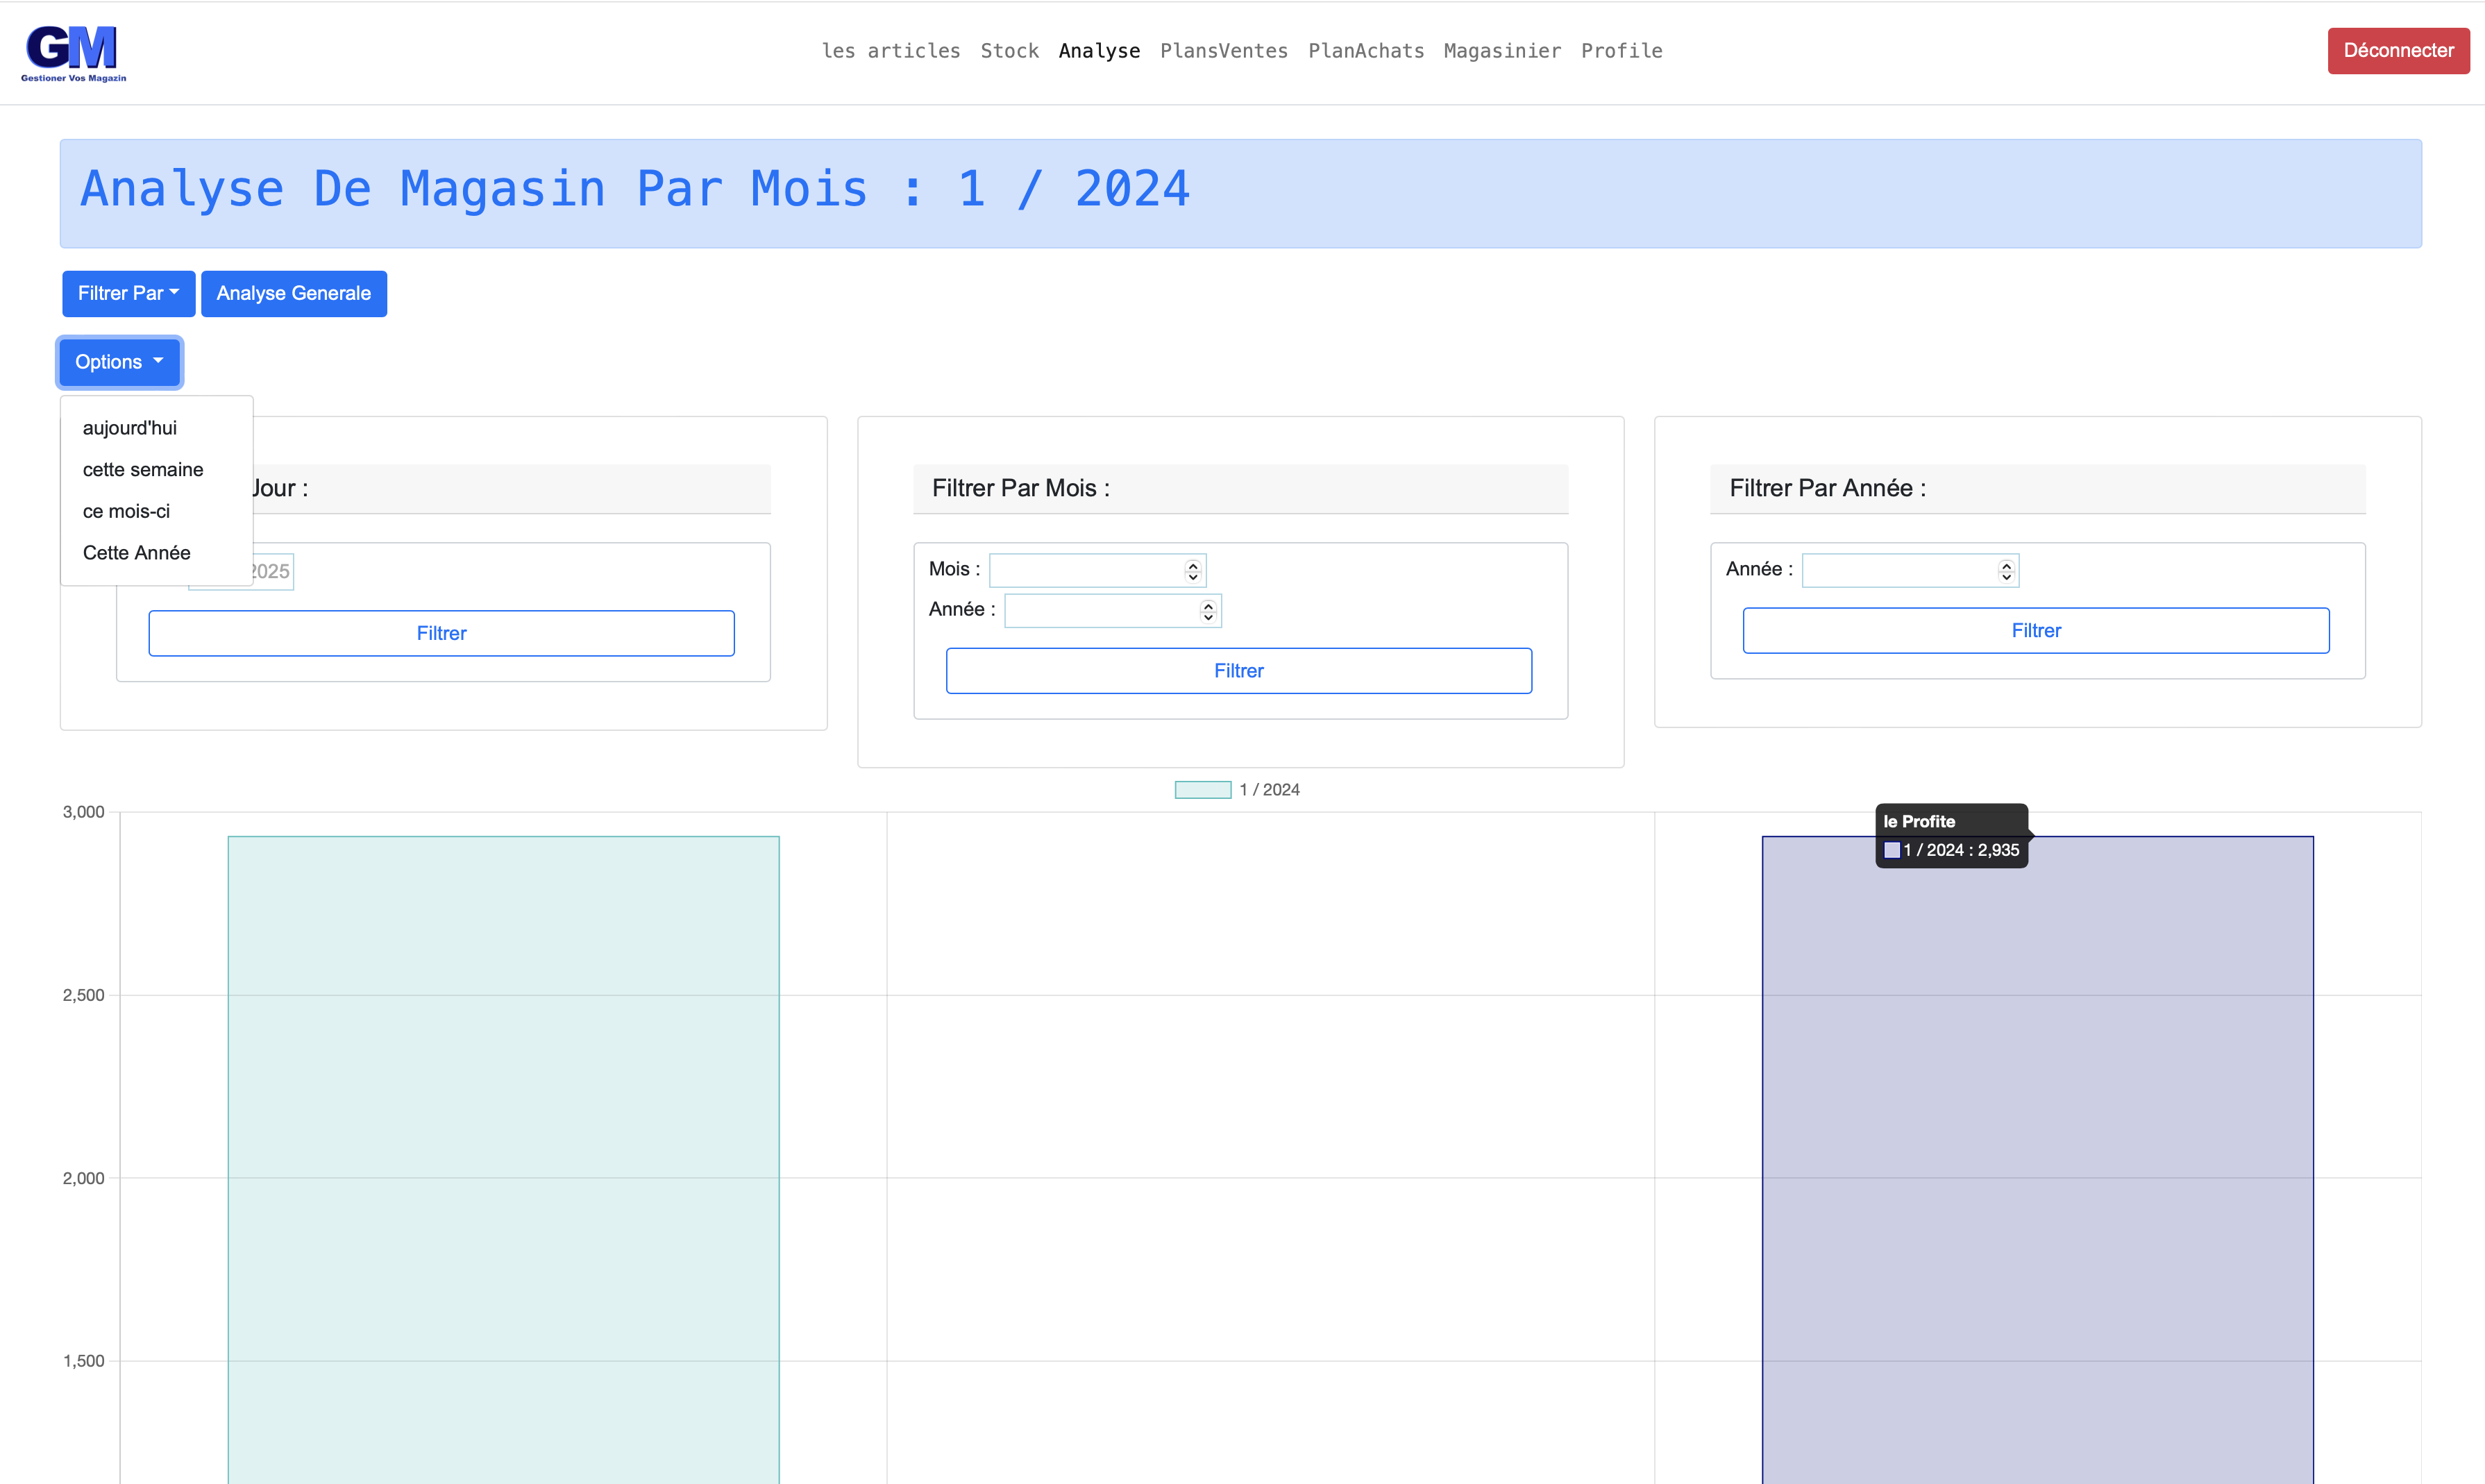 GM
Gestioner Vos Magazin
les articles Stock Analyse PlansVentes PlanAchats Magasinier Profile
Déconnecter
Analyse De Magasin Par Mois : 1 / 2024
Filtrer Par
Analyse Generale
Options
aujourd'hui
cette semaine
ce mois-ci
Cette Année
Jour :
2025
Filtrer
Filtrer Par Mois :
Mois :
Année :
Filtrer
Filtrer Par Année :
Année :
Filtrer
1 / 2024
3,000
2,500
2,000
1,500
le Profite
1 / 2024 : 2,935